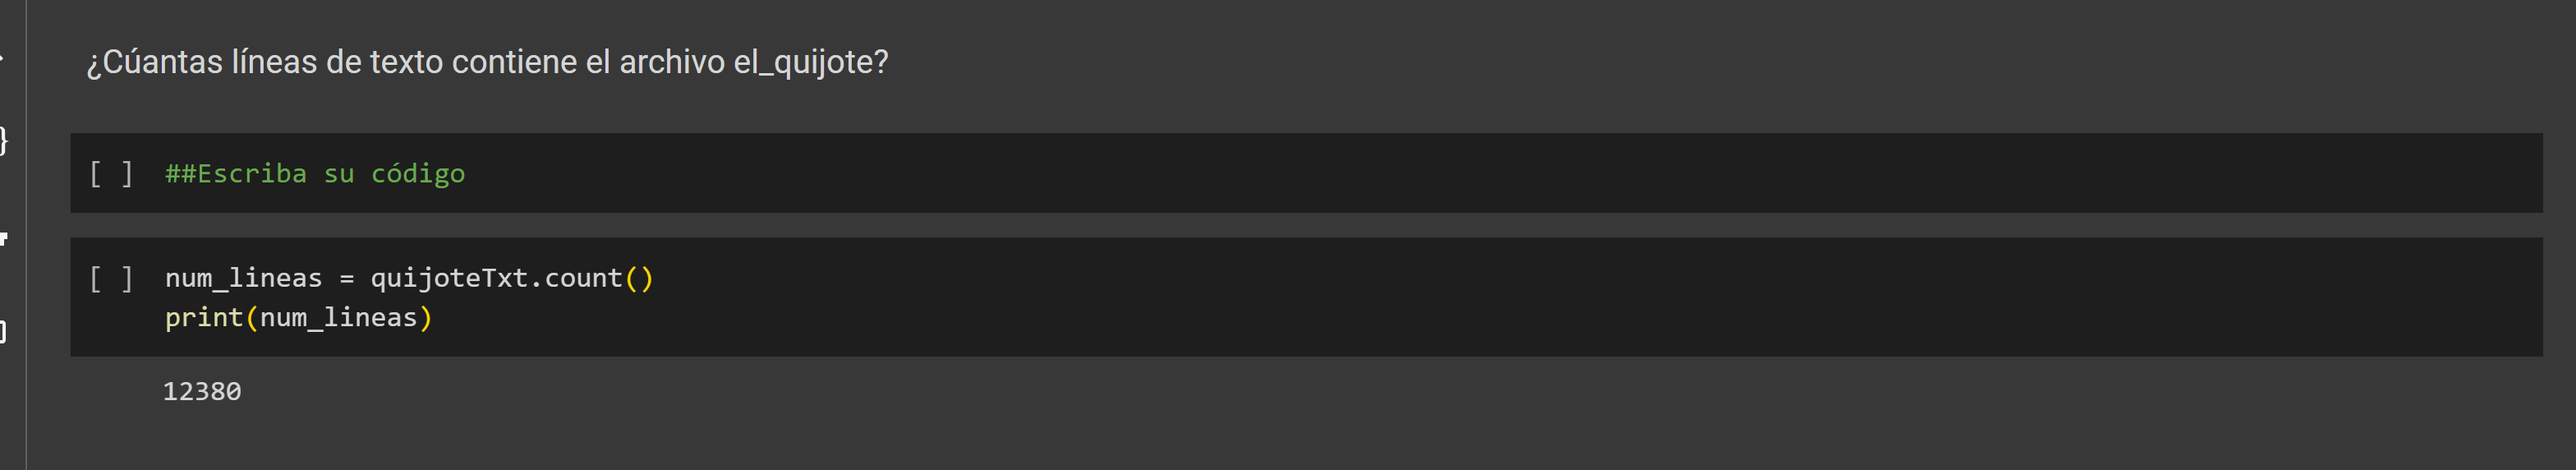 ¿Cúantas líneas de texto contiene el archivo el_quijote?
[ ] ##Escriba su código
[ ] num_lineas = quijoteTxt.count()
print(num_lineas)
12380